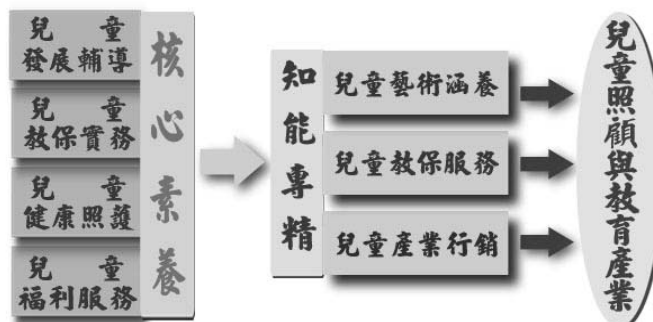 兒童
發展輔導
兒童
教保實務
兒童
健康照護
兒童
福利服務
核心素養
知能專精
兒童藝術涵養
兒童教保服務
兒童產業行銷
兒童照顧與教育產業